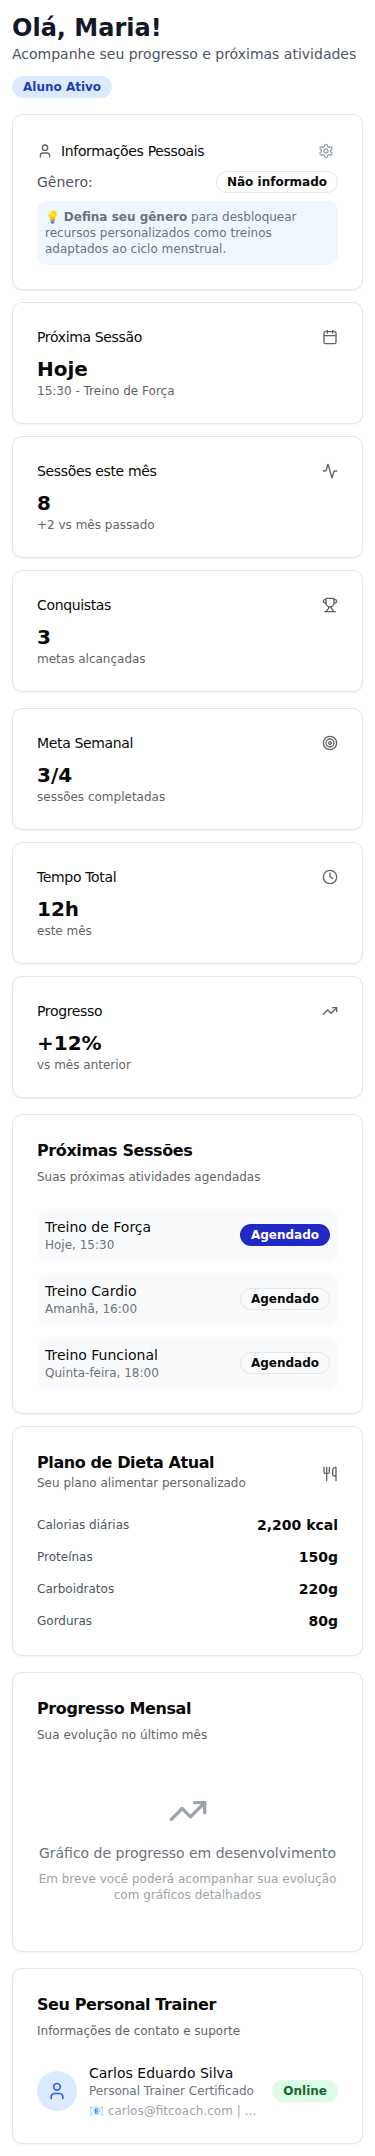 Olá, Maria!
Acompanhe seu progresso e próximas atividades
Aluno Ativo
Informações Pessoais
Gênero: Não informado
💡 Defina seu gênero para desbloquear
recursos personalizados como treinos
adaptados ao ciclo menstrual.
Próxima Sessão
Hoje
15:30 - Treino de Força
Sessões este mês
8
+2 vs mês passado
Conquistas
3
metas alcançadas
Meta Semanal
3/4
sessões completadas
Tempo Total
12h
este mês
Progresso
+12%
vs mês anterior
Próximas Sessões
Suas próximas atividades agendadas
Treino de Força
Hoje, 15:30
Agendado
Treino Cardio
Amanhã, 16:00
Agendado
Treino Funcional
Quinta-feira, 18:00
Agendado
Plano de Dieta Atual
Seu plano alimentar personalizado
Calorias diárias 2,200 kcal
Proteínas 150g
Carboidratos 220g
Gorduras 80g
Progresso Mensal
Sua evolução no último mês
Gráfico de progresso em desenvolvimento
Em breve você poderá acompanhar sua evolução
com gráficos detalhados
Seu Personal Trainer
Informações de contato e suporte
Carlos Eduardo Silva
Personal Trainer Certificado
📧 carlos@fitcoach.com | ...
Online